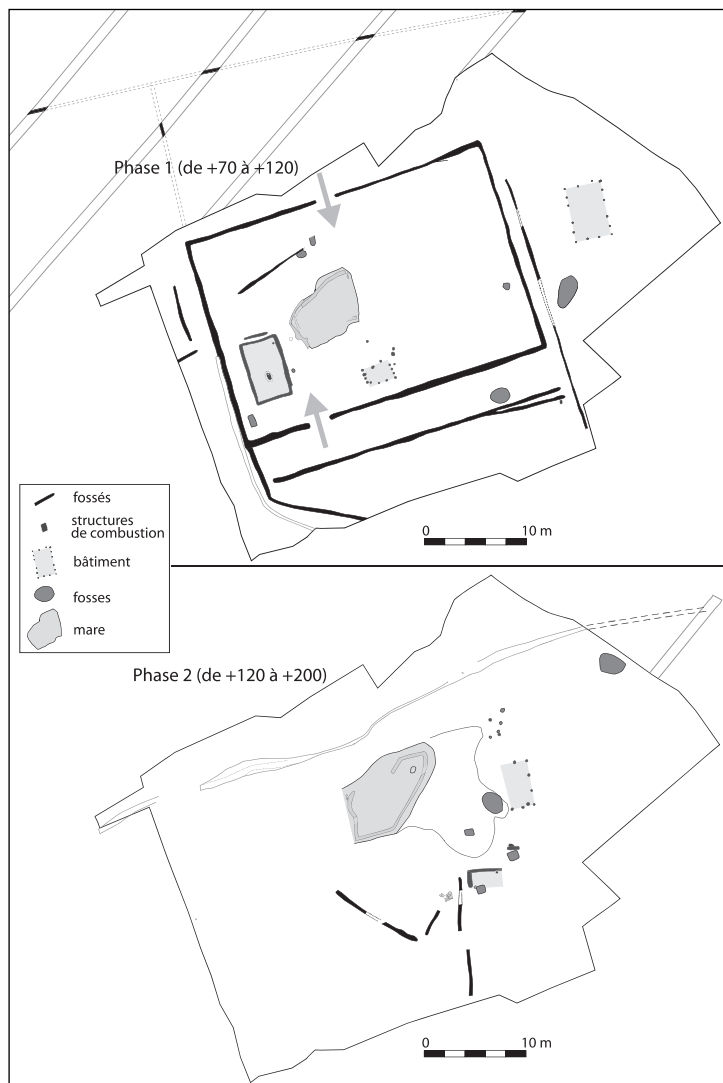 Phase 1 (de +70 à +120)
fossés
structures
de combustion
bâtiment
fosses
mare
0 10 m
Phase 2 (de +120 à +200)
0 10 m